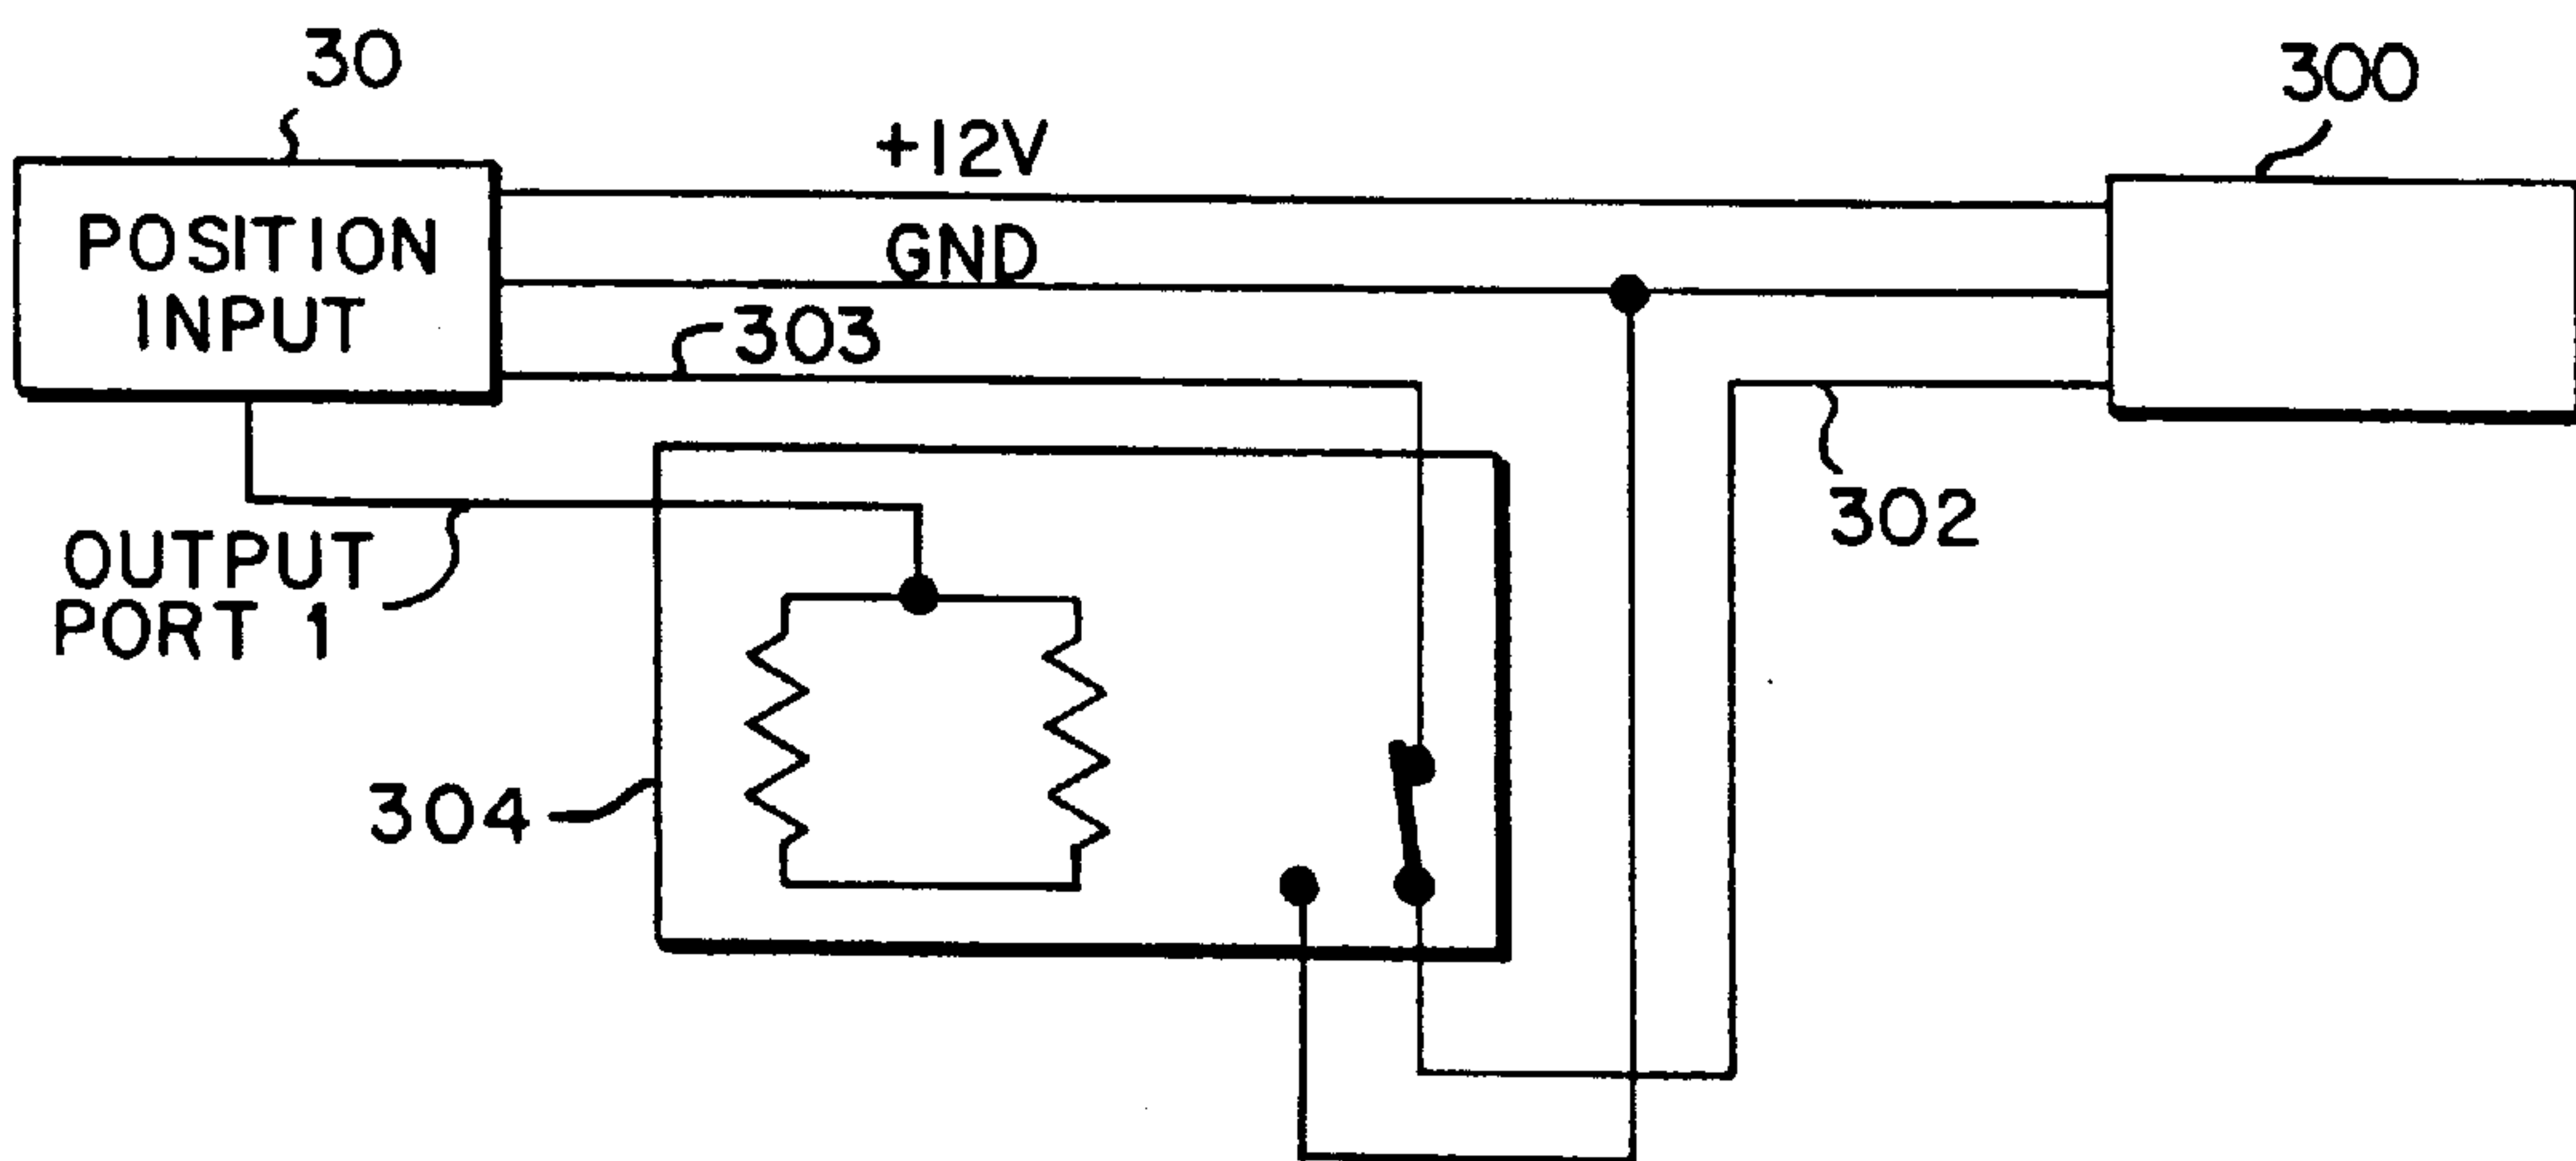 30
300
+12V
POSITION
INPUT
GND
303
302
OUTPUT
PORT 1
304